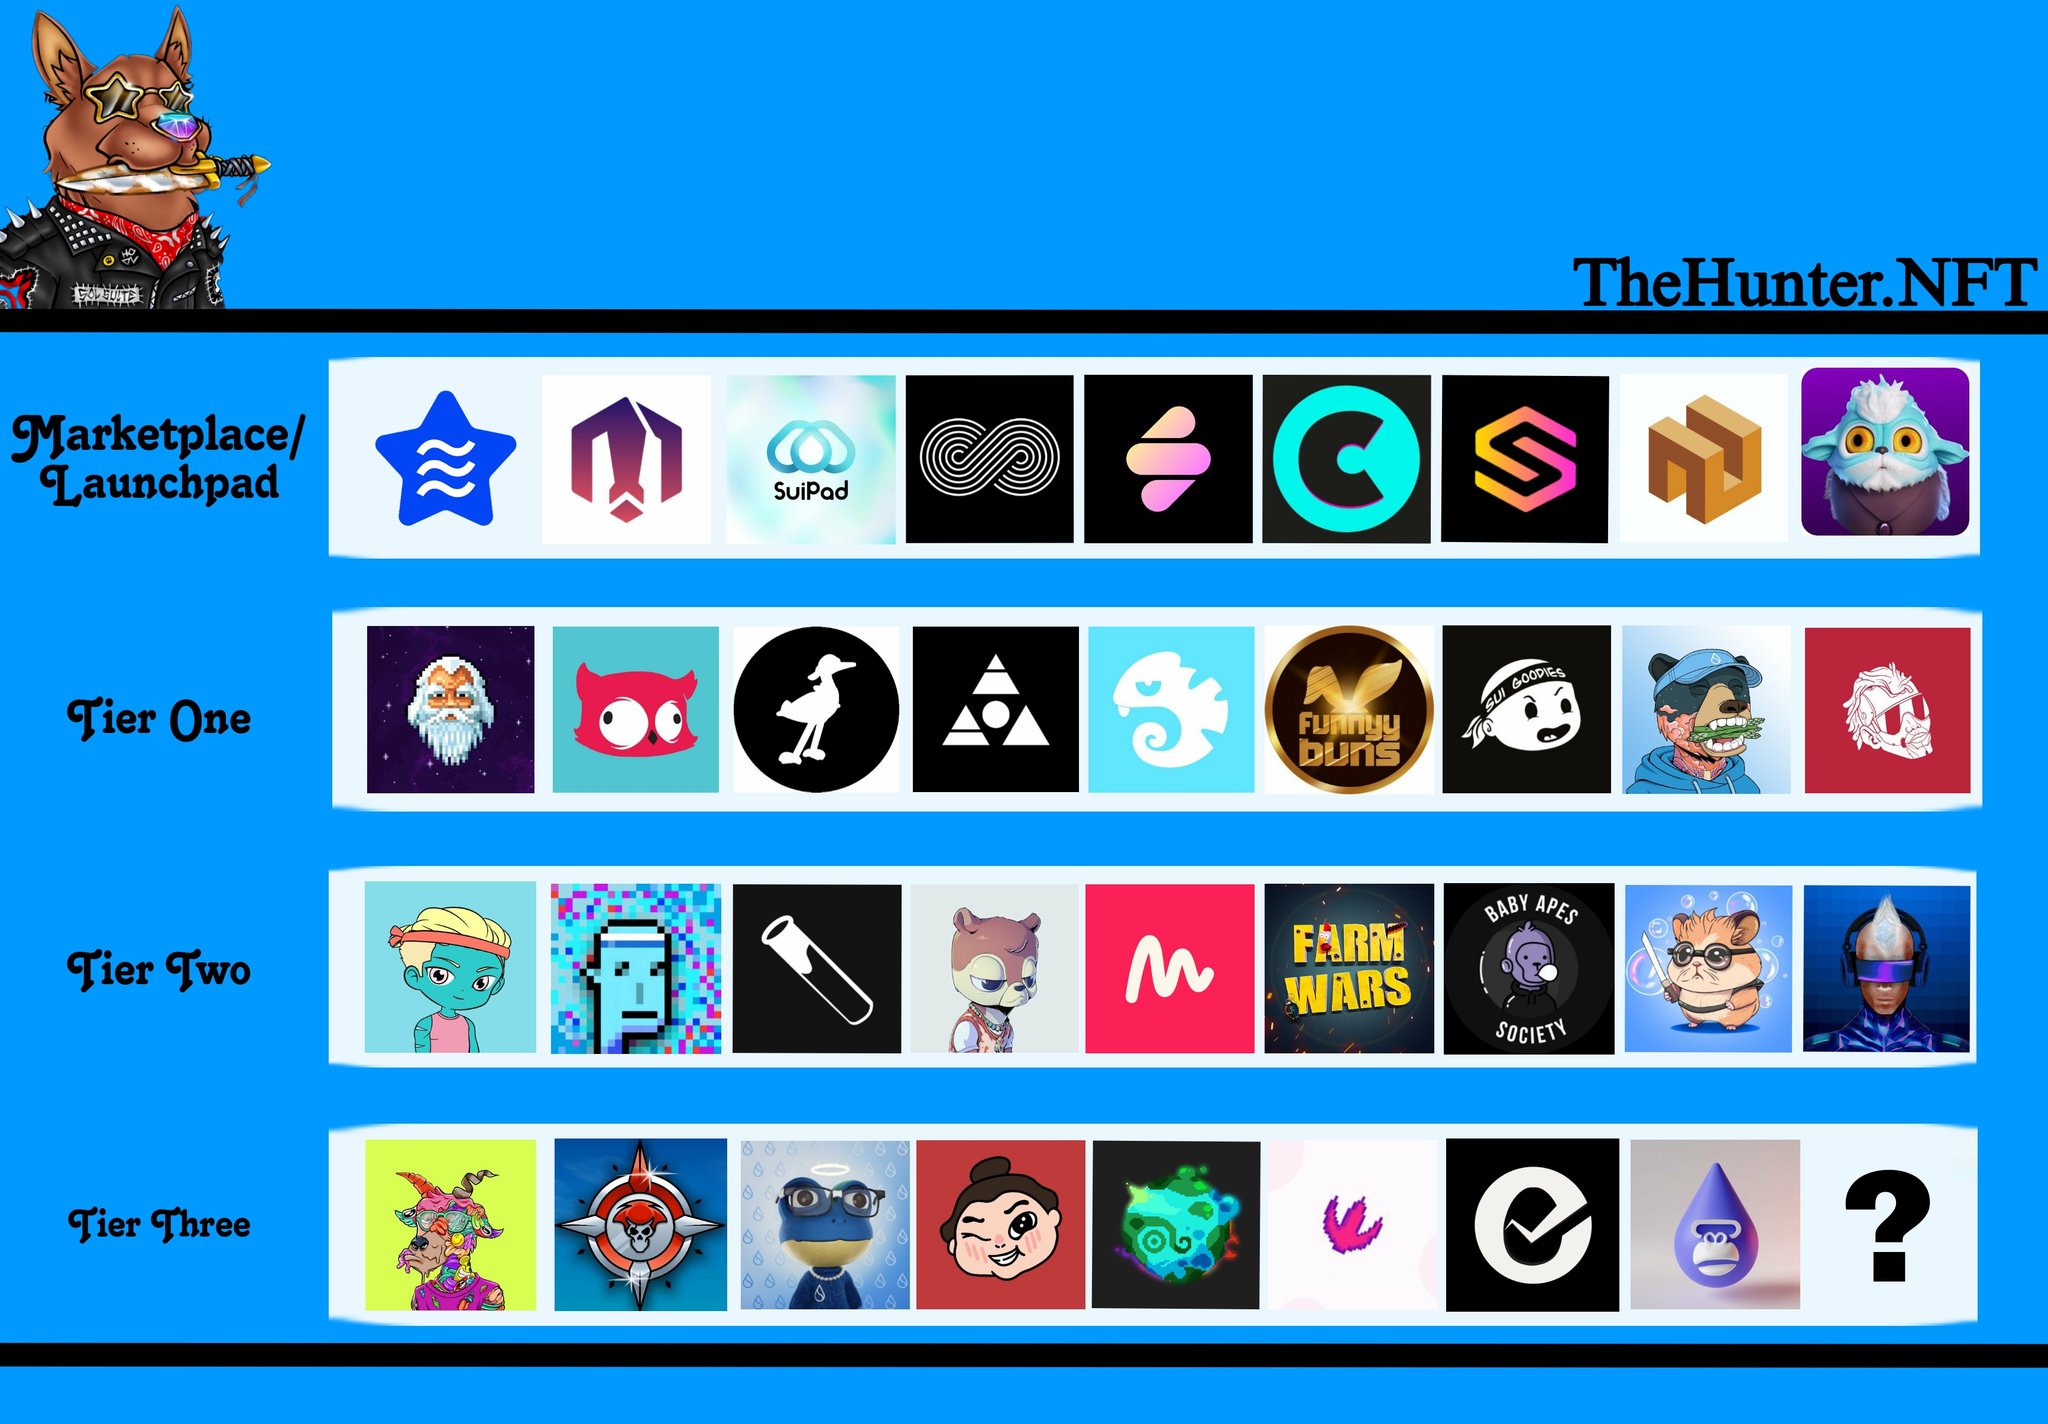 TheHunter.NFT
Marketplace/
Launchpad
SuiPad
Tier One
Funnyy
buns
SUI GOODIES
Tier Two
FARM
WARS
BABY APES
SOCIETY
Tier Three
?